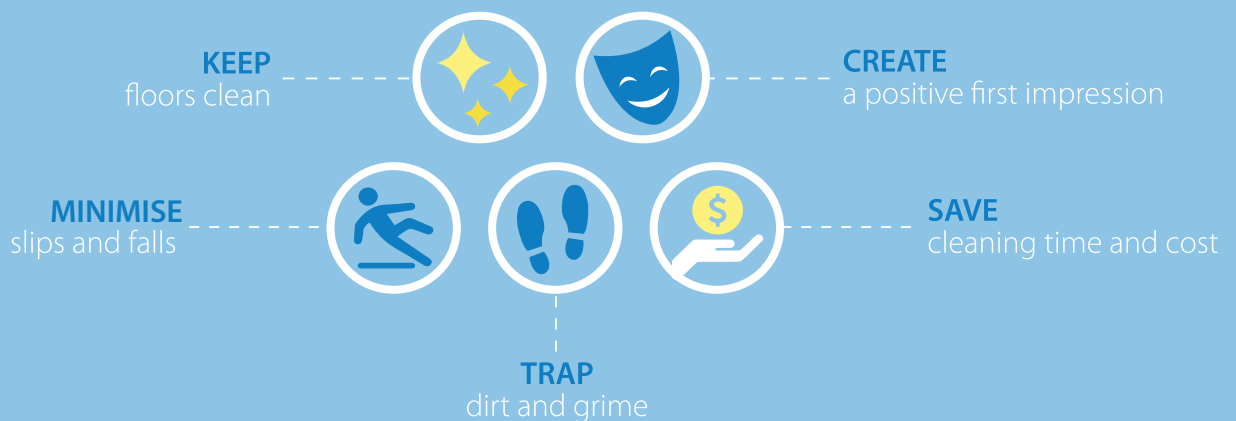 KEEP
floors clean
CREATE
a positive first impression
MINIMISE
slips and falls
$
SAVE
cleaning time and cost
TRAP
dirt and grime